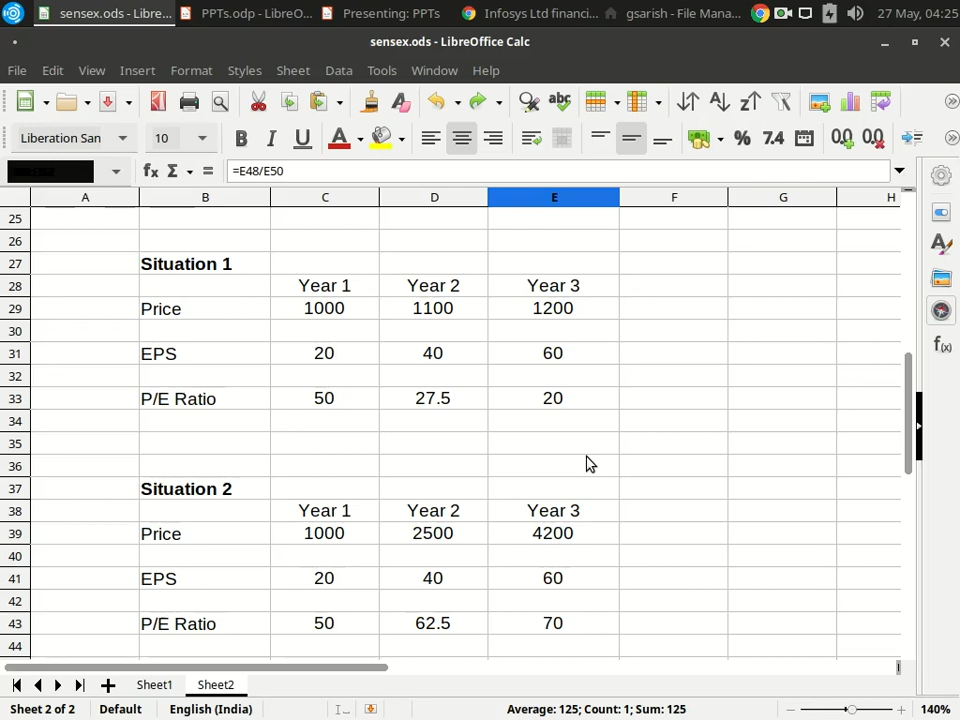 sensex.ods - Libre...
PPTs.odp - LibreO...
Presenting: PPTs
Infosys Ltd financi...
gsarish - File Mana...
27 May, 04:25
sensex.ods - LibreOffice Calc
File Edit View Insert Format Styles Sheet Data Tools Window Help
Liberation San 10
=E48/E50
A B C D E F G H
25
26
27 Situation 1
28 Year 1 Year 2 Year 3
29 Price 1000 1100 1200
30
31 EPS 20 40 60
32
33 P/E Ratio 50 27.5 20
34
35
36
37 Situation 2
38 Year 1 Year 2 Year 3
39 Price 1000 2500 4200
40
41 EPS 20 40 60
42
43 P/E Ratio 50 62.5 70
44
Sheet1 Sheet2
Sheet 2 of 2 Default English (India) Average: 125; Count: 1; Sum: 125 140%